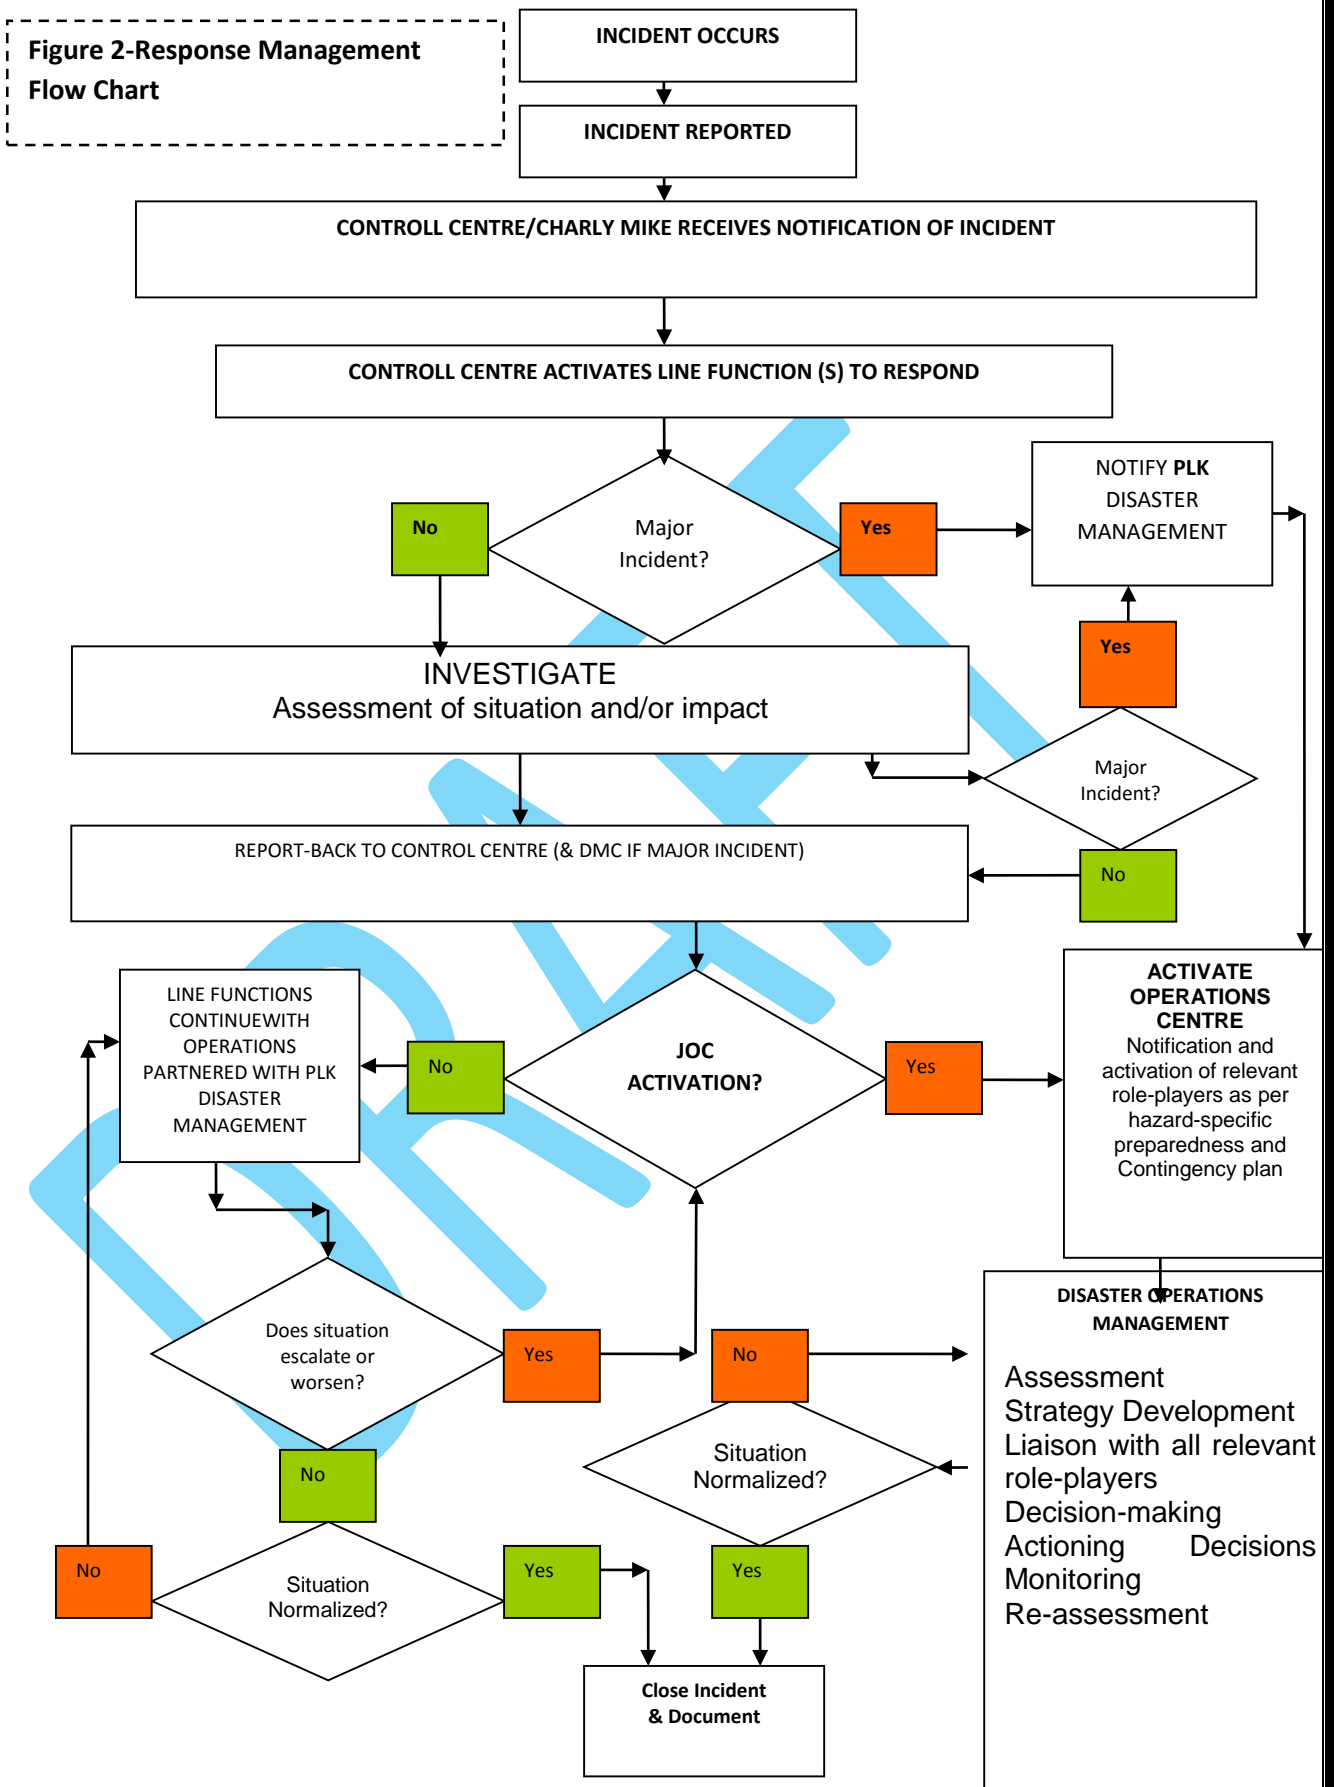 Figure 2-Response Management
Flow Chart
INCIDENT OCCURS
INCIDENT REPORTED
CONTROLL CENTRE/CHARLY MIKE RECEIVES NOTIFICATION OF INCIDENT
CONTROLL CENTRE ACTIVATES LINE FUNCTION (S) TO RESPOND
Major
Incident?
No
Yes
NOTIFY PLK
DISASTER
MANAGEMENT
INVESTIGATE
Assessment of situation and/or impact
Yes
Major
Incident?
No
REPORT-BACK TO CONTROL CENTRE (& DMC IF MAJOR INCIDENT)
LINE FUNCTIONS
CONTINUEWITH
OPERATIONS
PARTNERED WITH PLK
DISASTER
MANAGEMENT
No
JOC
ACTIVATION?
Yes
ACTIVATE
OPERATIONS
CENTRE
Notification and
activation of relevant
role-players as per
hazard-specific
preparedness and
Contingency plan
Does situation
escalate or
worsen?
Yes
No
No
Situation
Normalized?
Yes
No
Situation
Normalized?
Yes
DISASTER OPERATIONS
MANAGEMENT
Assessment
Strategy Development
Liaison with all relevant
role-players
Decision-making
Actioning Decisions
Monitoring
Re-assessment
Close Incident
& Document
DRAFT